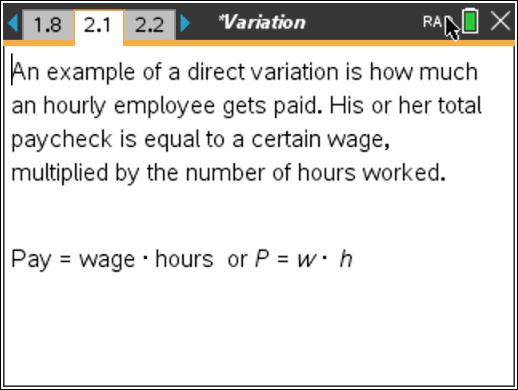 1.8 2.1 2.2 *Variation RA
An example of a direct variation is how much
an hourly employee gets paid. His or her total
paycheck is equal to a certain wage,
multiplied by the number of hours worked.
Pay = wage · hours or P = w · h